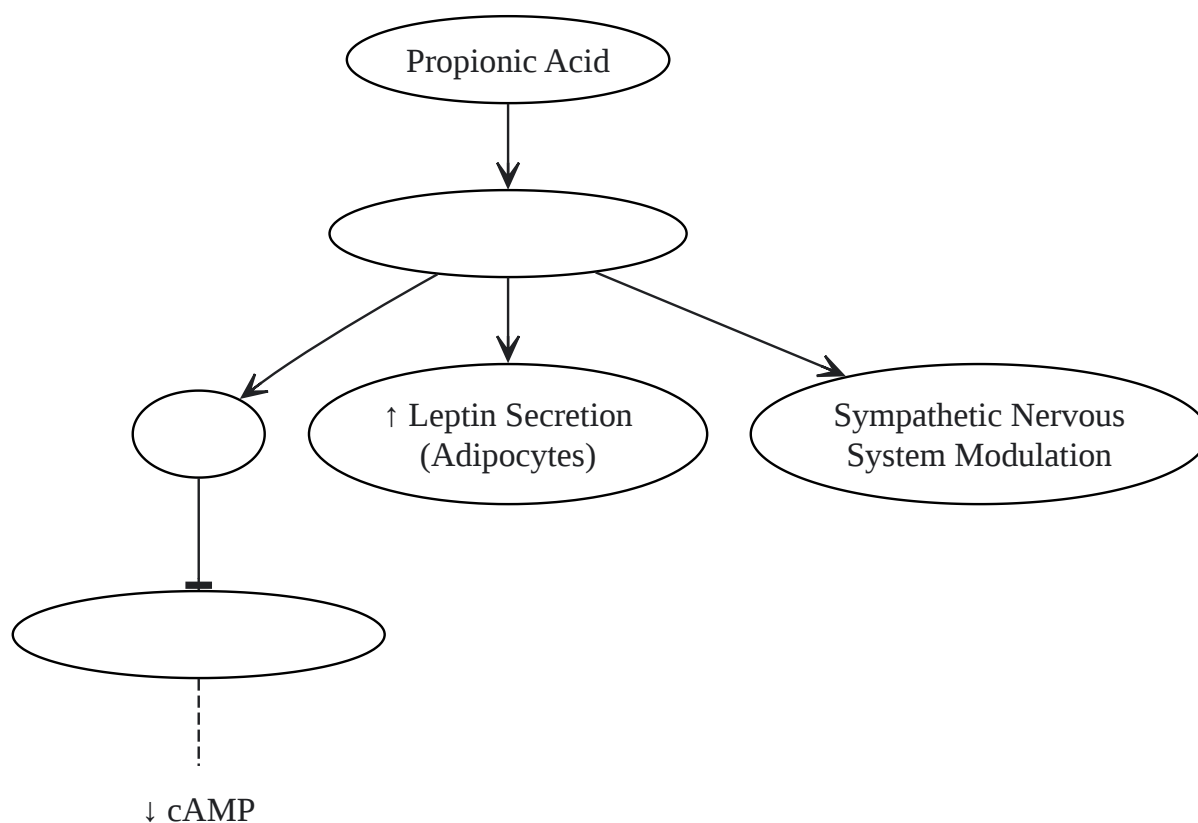 Propionic Acid
↑ Leptin Secretion
(Adipocytes)
Sympathetic Nervous
System Modulation
↓ cAMP